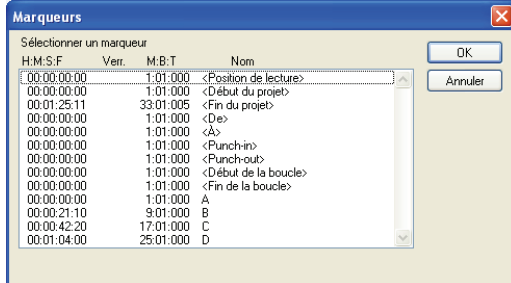 Marqueurs
Sélectionner un marqueur
OK
H:M:S:F Verr. M:B:T Nom
Annuler
00:00:00:00 1:01:000 <Position de lecture>
00:00:00:00 1:01:000 <Début du projet>
00:01:25:11 33:01:005 <Fin du projet>
00:00:00:00 1:01:000 <De>
00:00:00:00 1:01:000 <À>
00:00:00:00 1:01:000 <Punch-in>
00:00:00:00 1:01:000 <Punch-out>
00:00:00:00 1:01:000 <Début de la boucle>
00:00:00:00 1:01:000 <Fin de la boucle>
00:00:00:00 1:01:000 A
00:00:21:10 9:01:000 B
00:00:42:20 17:01:000 C
00:01:04:00 25:01:000 D